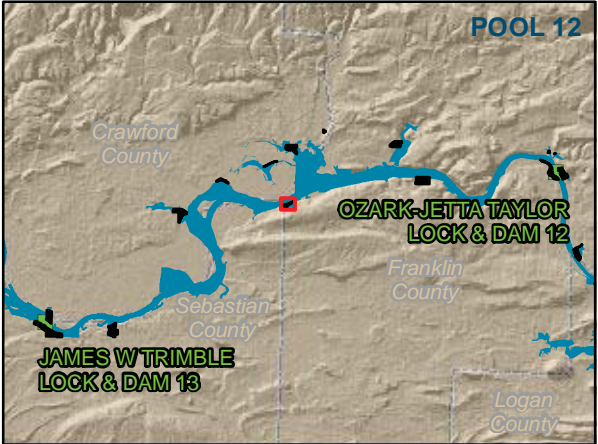 POOL 12
Crawford
County
OZARK-JETTA TAYLOR
LOCK & DAM 12
Franklin
County
Sebastian
County
JAMES W TRIMBLE
LOCK & DAM 13
Logan
County